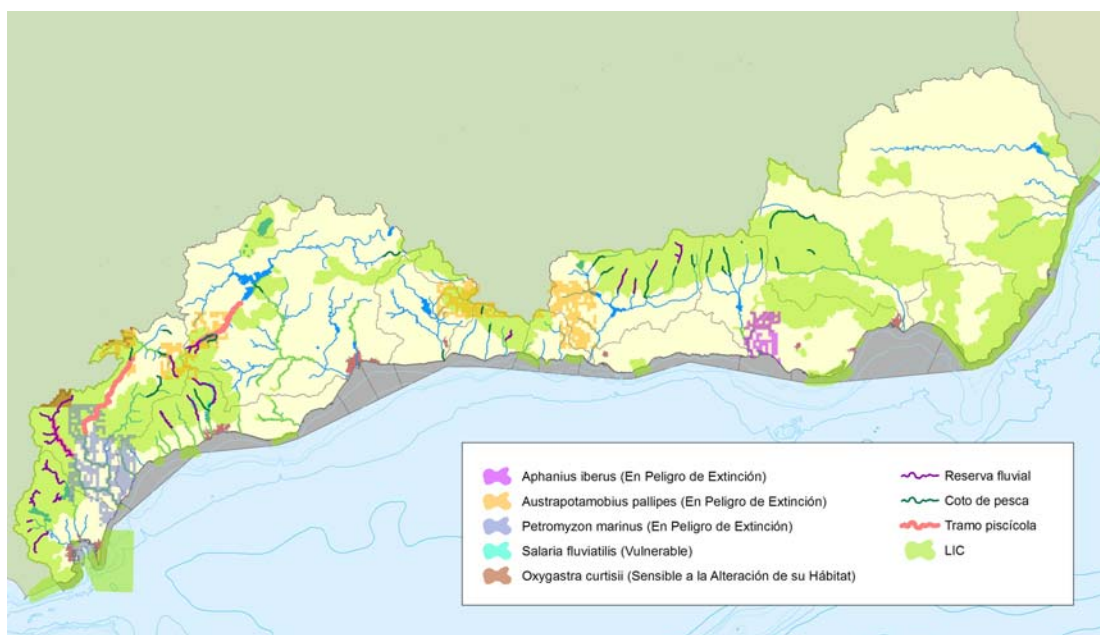 Aphanius iberus (En Peligro de Extinción)
Austrapotamobius pallipes (En Peligro de Extinción)
Petromyzon marinus (En Peligro de Extinción)
Salaria fluviatilis (Vulnerable)
Oxygastra curtisii (Sensible a la Alteración de su Hábitat)
Reserva fluvial
Coto de pesca
Tramo piscícola
LIC